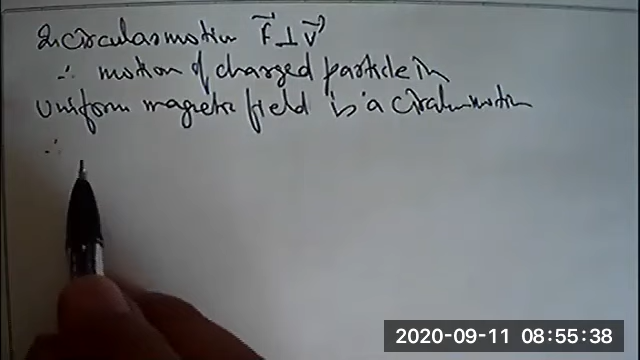 In circular motion F⃗ ⊥ V⃗
∴ motion of charged particle in
uniform magnetic field is a circular motion
∴
2020-09-11 08:55:38